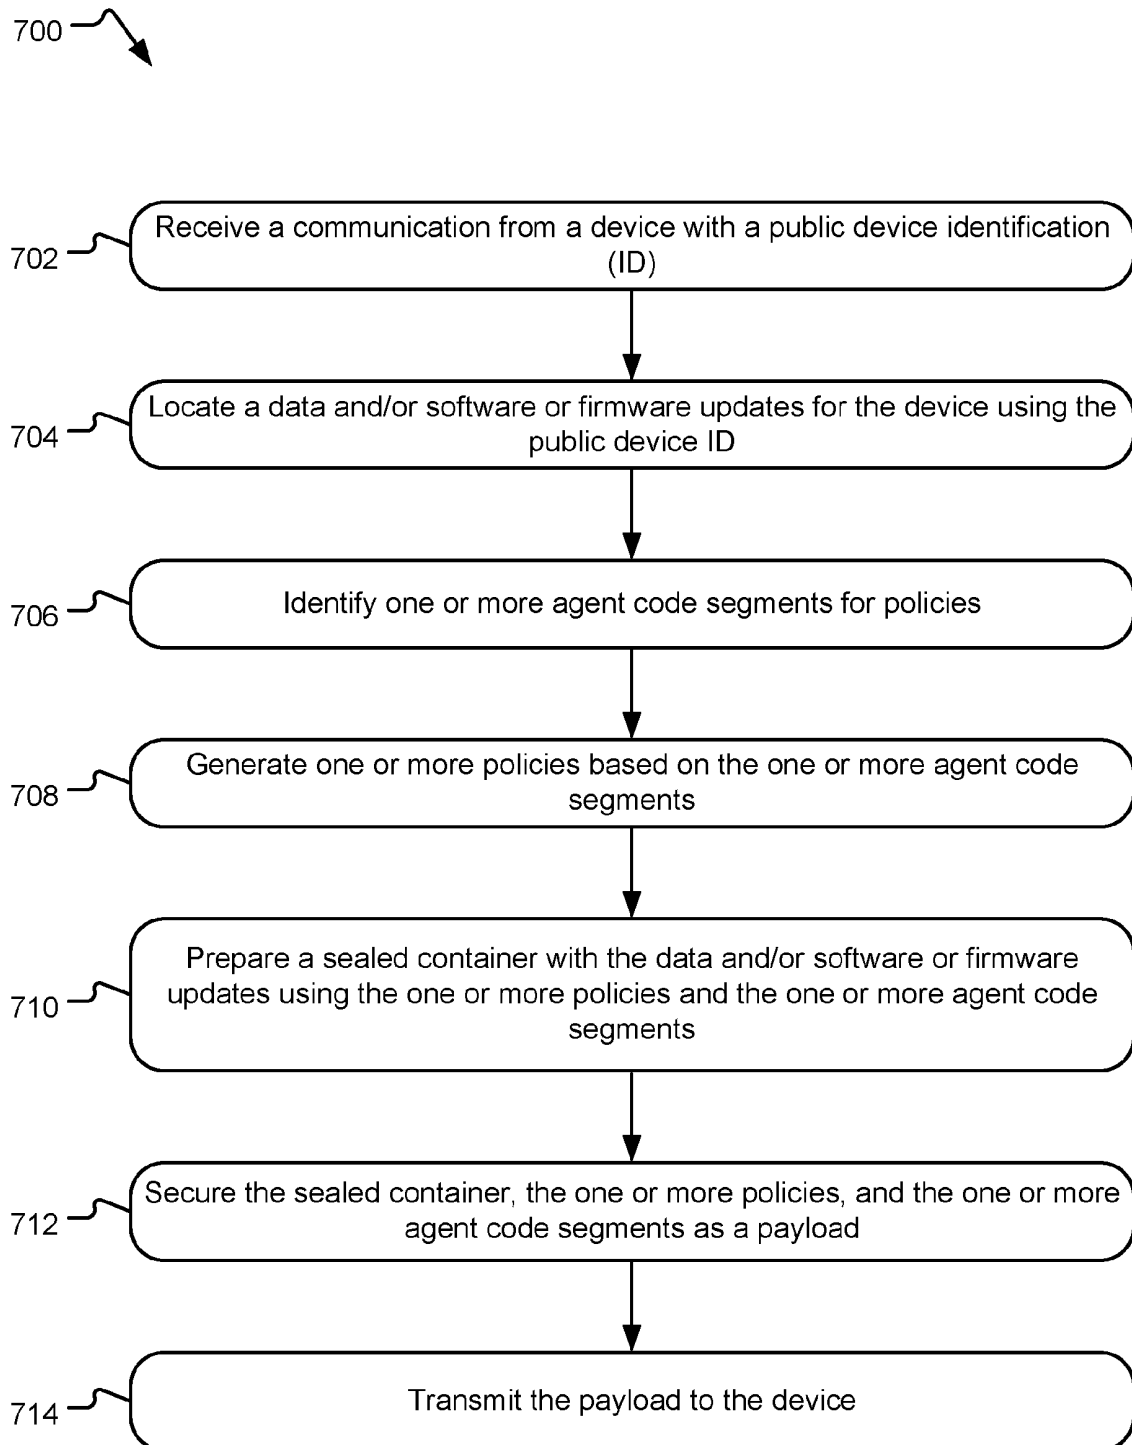 700
702
Receive a communication from a device with a public device identification
(ID)
704
Locate a data and/or software or firmware updates for the device using the
public device ID
706
Identify one or more agent code segments for policies
708
Generate one or more policies based on the one or more agent code
segments
710
Prepare a sealed container with the data and/or software or firmware
updates using the one or more policies and the one or more agent code
segments
712
Secure the sealed container, the one or more policies, and the one or more
agent code segments as a payload
714
Transmit the payload to the device